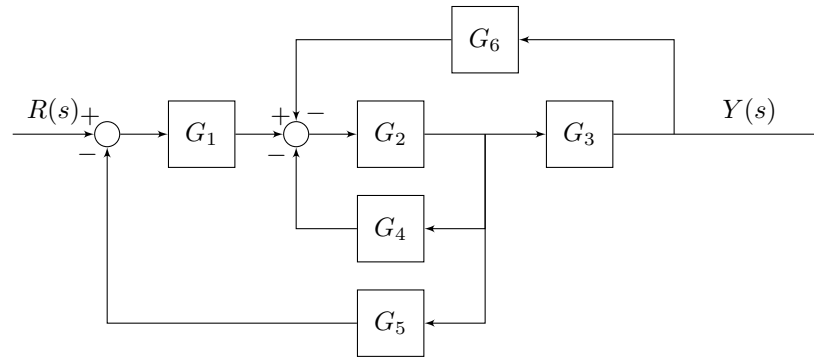 G₆
R(s) + + − Y(s)
G₁ G₂ G₃
− −
G₄
G₅